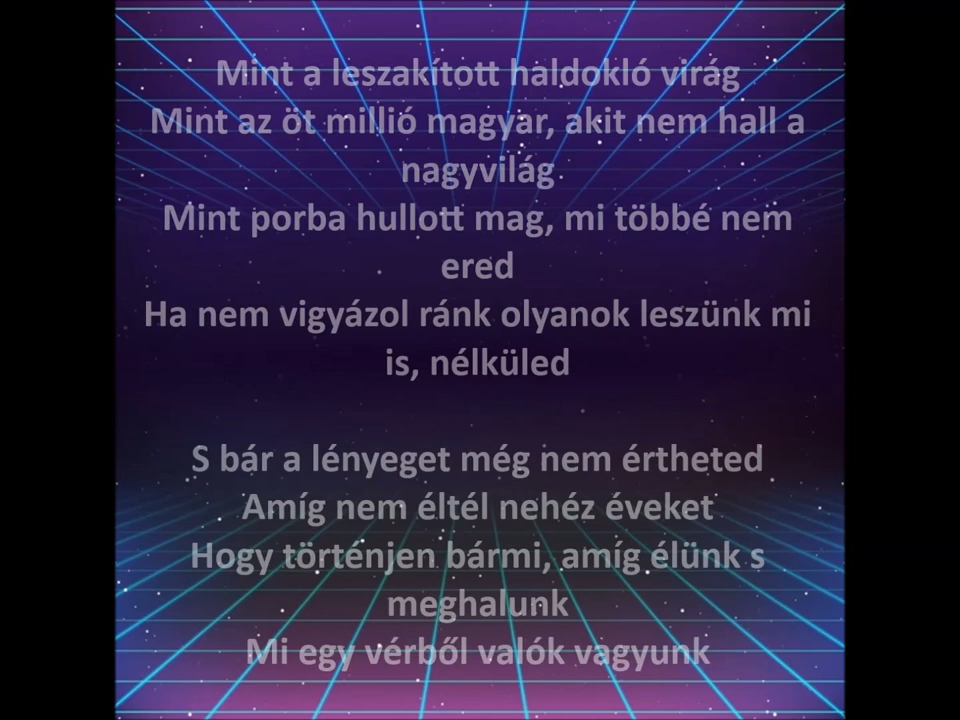 Mint a leszakított haldokló virág
Mint az öt millió magyar, akit nem hall a
nagyvilág
Mint porba hullott mag, mi többé nem
ered
Ha nem vigyázol ránk olyanok leszünk mi
is, nélküled
S bár a lényeget még nem értheted
Amíg nem éltél nehéz éveket
Hogy történjen bármi, amíg élünk s
meghalunk
Mi egy vérből valók vagyunk